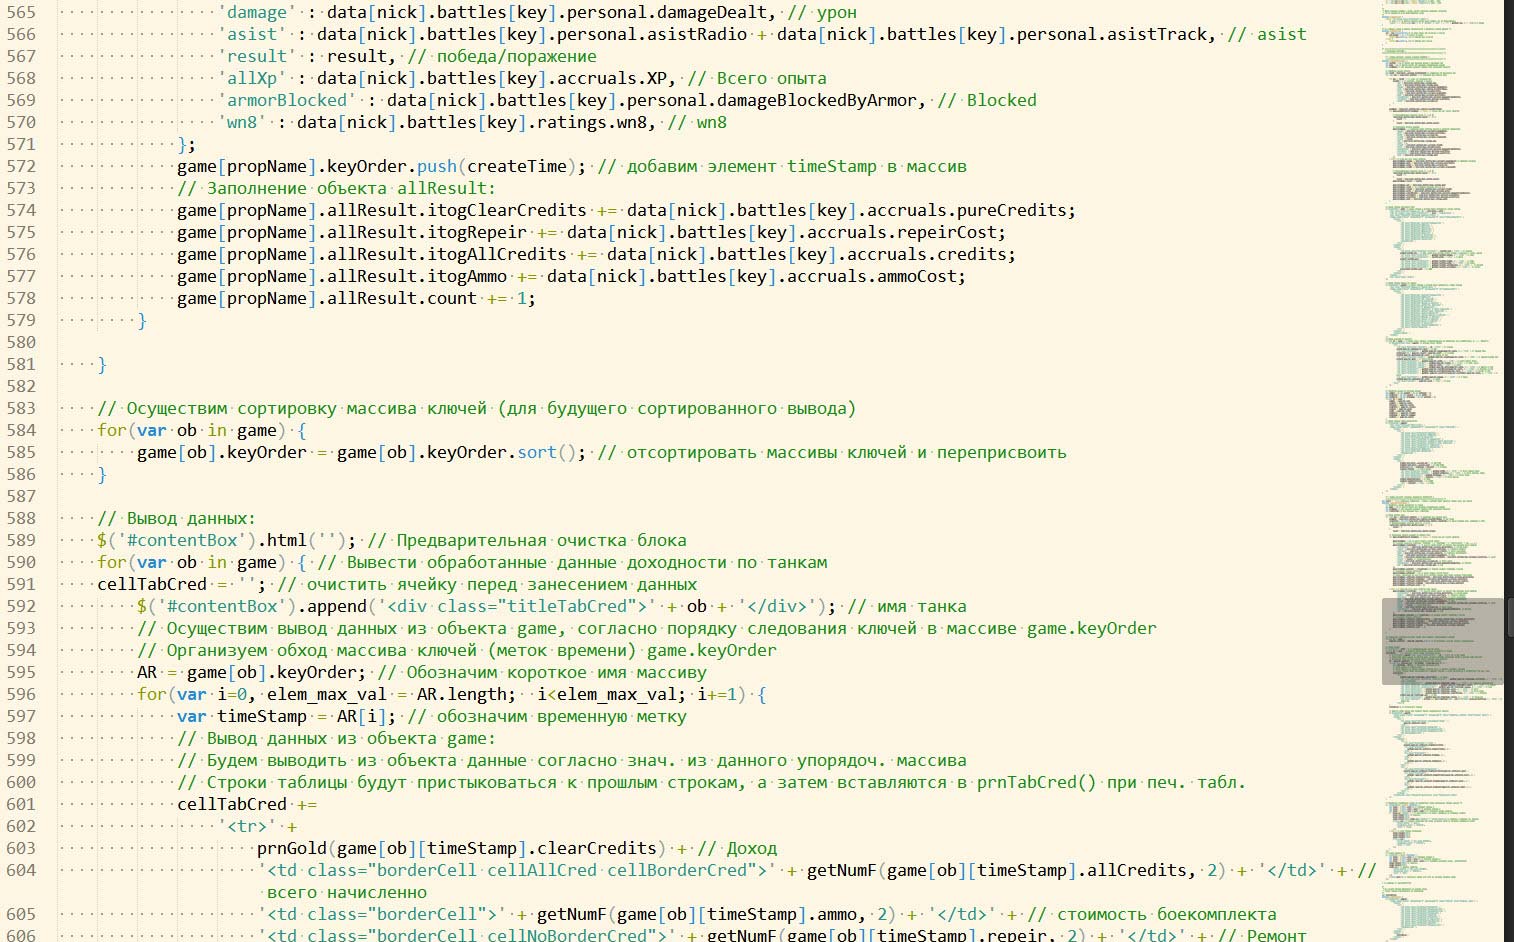 565 'damage' : data[nick].battles[key].personal.damageDealt, // урон
566 'asist' : data[nick].battles[key].personal.asistRadio + data[nick].battles[key].personal.asistTrack, // asist
567 'result' : result, // победа/поражение
568 'allXp' : data[nick].battles[key].accruals.XP, // Всего опыта
569 'armorBlocked' : data[nick].battles[key].personal.damageBlockedByArmor, // Blocked
570 'wn8' : data[nick].battles[key].ratings.wn8, // wn8
571 };
572 game[propName].keyOrder.push(createTime); // добавим элемент timeStamp в массив
573 // Заполнение объекта allResult:
574 game[propName].allResult.itogClearCredits += data[nick].battles[key].accruals.pureCredits;
575 game[propName].allResult.itogRepeir += data[nick].battles[key].accruals.repeirCost;
576 game[propName].allResult.itogAllCredits += data[nick].battles[key].accruals.credits;
577 game[propName].allResult.itogAmmo += data[nick].battles[key].accruals.ammoCost;
578 game[propName].allResult.count += 1;
579 }
580
581 }
582
583 // Осуществим сортировку массива ключей (для будущего сортированного вывода)
584 for(var ob in game) {
585 game[ob].keyOrder = game[ob].keyOrder.sort(); // отсортировать массивы ключей и переприсвоить
586 }
587
588 // Вывод данных:
589 $('#contentBox').html(''); // Предварительная очистка блока
590 for(var ob in game) { // Вывести обработанные данные доходности по танкам
591 cellTabCred = ''; // очистить ячейку перед занесением данных
592 $('#contentBox').append('<div class="titleTabCred">' + ob + '</div>'); // имя танка
593 // Осуществим вывод данных из объекта game, согласно порядку следования ключей в массиве game.keyOrder
594 // Организуем обход массива ключей (меток времени) game.keyOrder
595 AR = game[ob].keyOrder; // Обозначим короткое имя массиву
596 for(var i=0, elem_max_val = AR.length; i<elem_max_val; i+=1) {
597 var timeStamp = AR[i]; // обозначим временную метку
598 // Вывод данных из объекта game:
599 // Будем выводить из объекта данные согласно знач. из данного упорядоч. массива
600 // Строки таблицы будут пристыковаться к прошлым строкам, а затем вставляются в prnTabCred() при печ. табл.
601 cellTabCred +=
602 '<tr>' +
603 prnGold(game[ob][timeStamp].clearCredits) + // Доход
604 '<td class="borderCell cellAllCred cellBorderCred">' + getNumF(game[ob][timeStamp].allCredits, 2) + '</td>' + //
всего начисленно
605 '<td class="borderCell">' + getNumF(game[ob][timeStamp].ammo, 2) + '</td>' + // стоимость боекомплекта
606 '<td class="borderCell cellNoBorderCred">' + getNumF(game[ob][timeStamp].repeir, 2) + '</td>' + // Ремонт